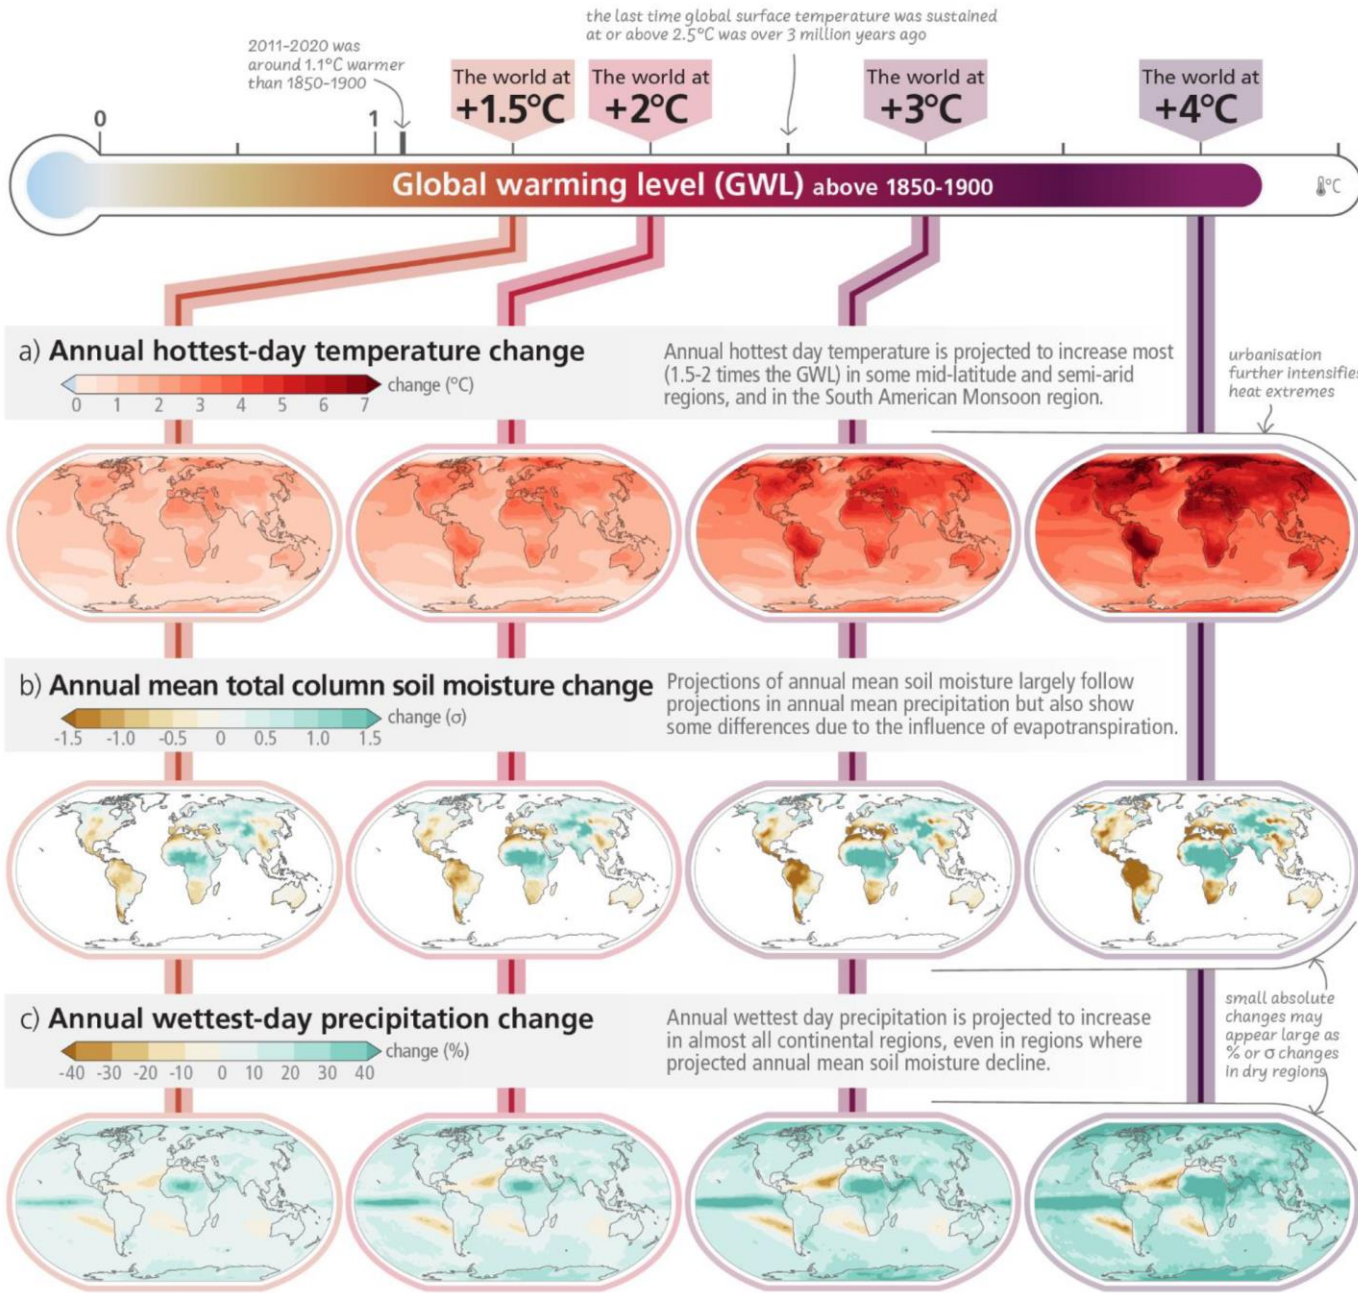 the last time global surface temperature was sustained
at or above 2.5°C was over 3 million years ago
2011-2020 was
around 1.1°C warmer
than 1850-1900
The world at
+1.5°C
The world at
+2°C
The world at
+3°C
The world at
+4°C
0
1
Global warming level (GWL) above 1850-1900
°C
a) Annual hottest-day temperature change
change (°C)
0 1 2 3 4 5 6 7
Annual hottest day temperature is projected to increase most
(1.5-2 times the GWL) in some mid-latitude and semi-arid
regions, and in the South American Monsoon region.
urbanisation
further intensifies
heat extremes
b) Annual mean total column soil moisture change
change (σ)
-1.5 -1.0 -0.5 0 0.5 1.0 1.5
Projections of annual mean soil moisture largely follow
projections in annual mean precipitation but also show
some differences due to the influence of evapotranspiration.
c) Annual wettest-day precipitation change
change (%)
-40 -30 -20 -10 0 10 20 30 40
Annual wettest day precipitation is projected to increase
in almost all continental regions, even in regions where
projected annual mean soil moisture decline.
small absolute
changes may
appear large as
% or σ changes
in dry regions